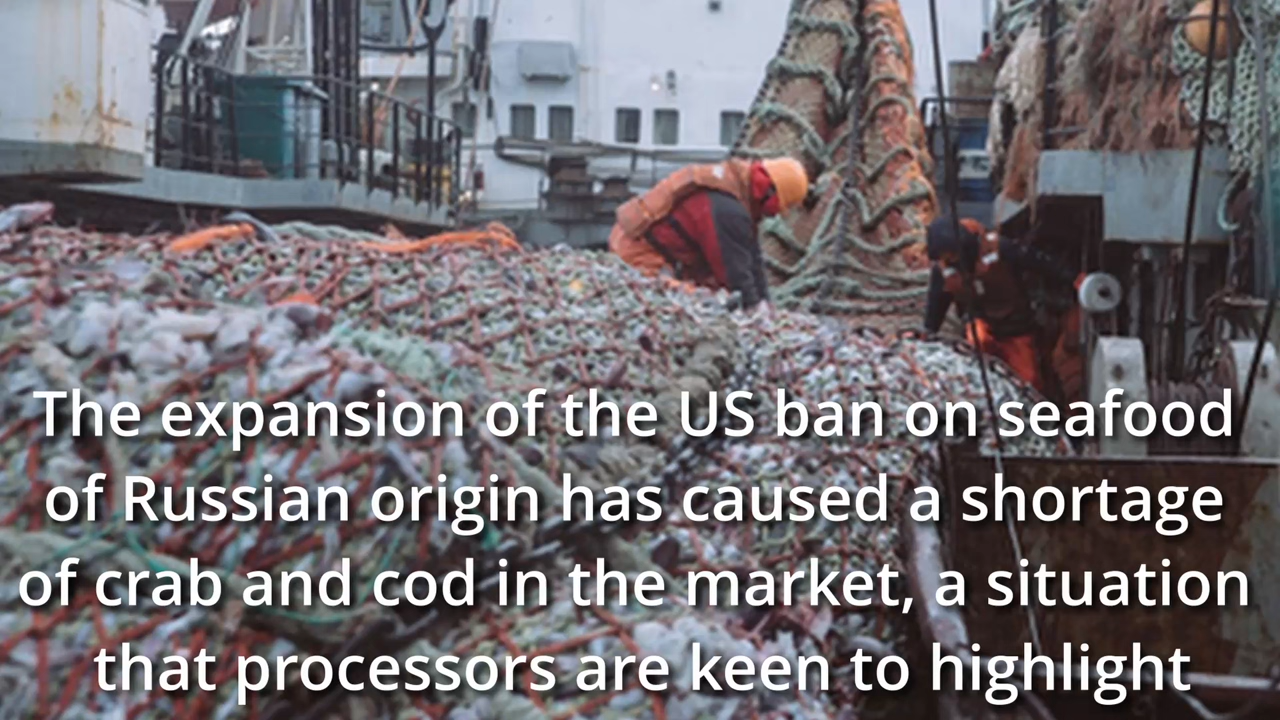 The expansion of the US ban on seafood
of Russian origin has caused a shortage
of crab and cod in the market, a situation
that processors are keen to highlight